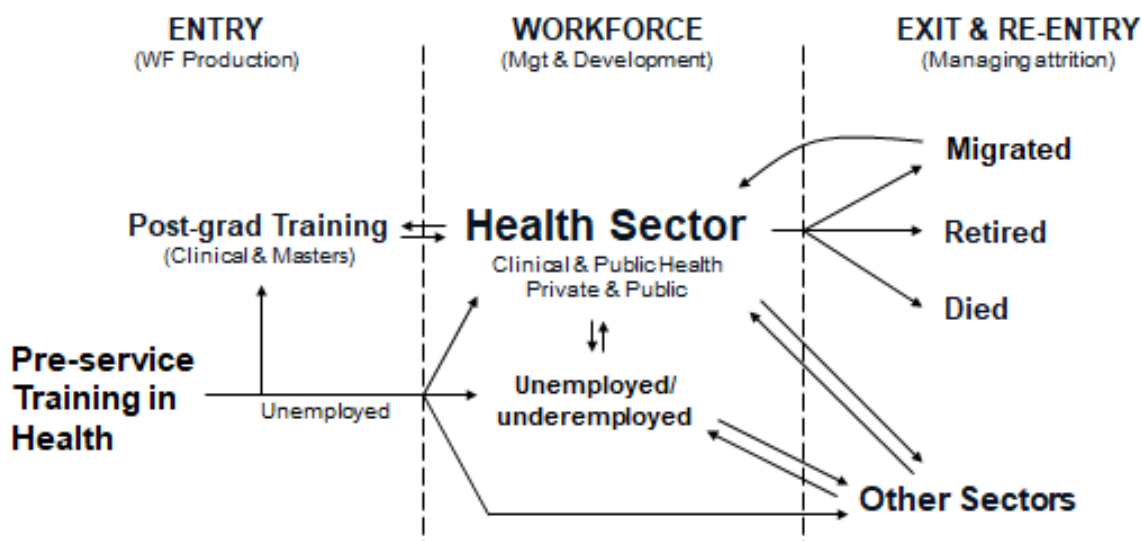 ENTRY
(WF Production)
WORKFORCE
(Mgt & Development)
EXIT & RE-ENTRY
(Managing attrition)
Migrated
Post-grad Training
(Clinical & Masters)
Health Sector
Clinical & Public Health
Private & Public
Retired
Died
Pre-service
Training in
Health
Unemployed
Unemployed/
underemployed
Other Sectors